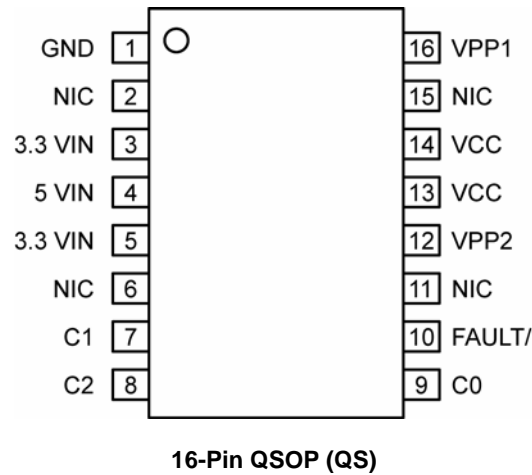 GND 1 16 VPP1
NIC 2 15 NIC
3.3 VIN 3 14 VCC
5 VIN 4 13 VCC
3.3 VIN 5 12 VPP2
NIC 6 11 NIC
C1 7 10 FAULT/
C2 8 9 C0
16-Pin QSOP (QS)